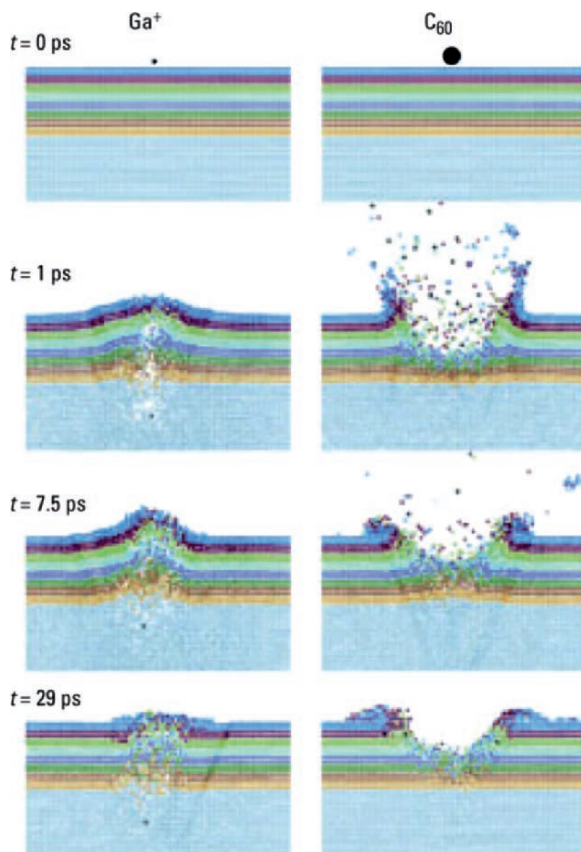 Ga⁺ C₆₀
t = 0 ps
t = 1 ps
t = 7.5 ps
t = 29 ps